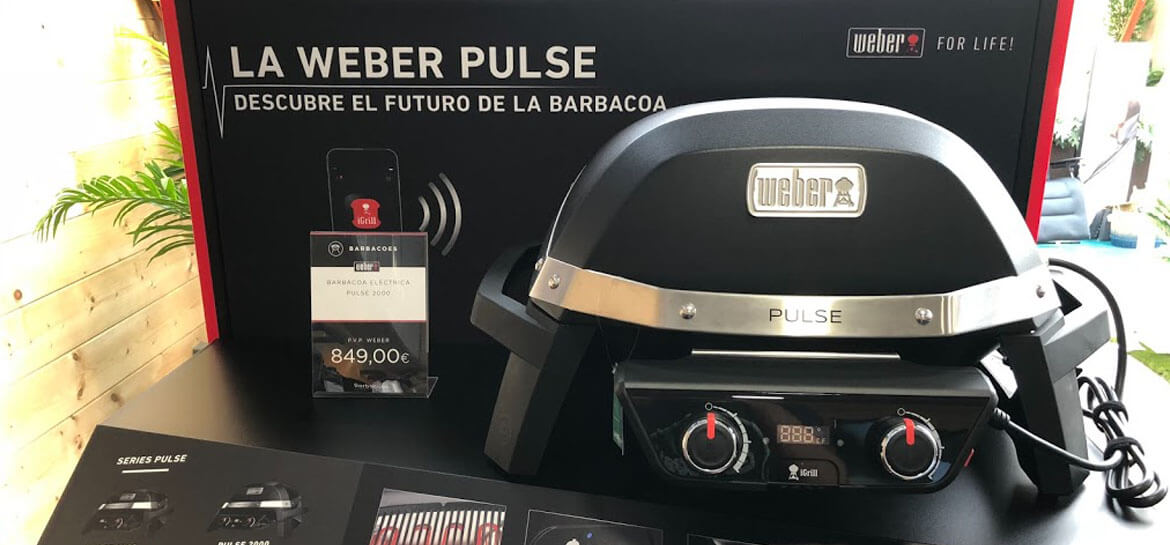 LA WEBER PULSE
DESCUBRE EL FUTURO DE LA BARBACOA
weber
FOR LIFE!
iGrill
BARBACOES
weber
BARBACOA ELECTRICA
PULSE 2000
P.V.P. WEBER
849,00€
weber
PULSE
iGrill
SERIES PULSE
PULSE 2000